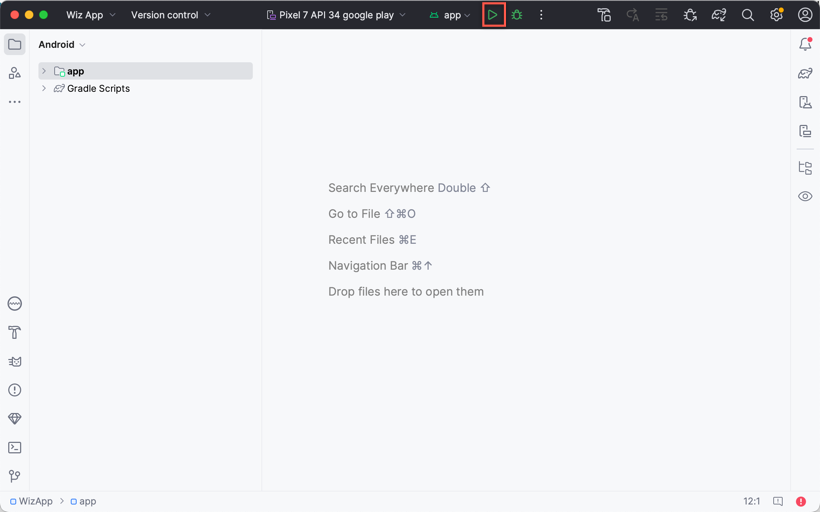 Wiz App Version control Pixel 7 API 34 google play app
Android
app
Gradle Scripts
Search Everywhere Double ⇧
Go to File ⇧⌘O
Recent Files ⌘E
Navigation Bar ⌘↑
Drop files here to open them
WizApp > app 12:1